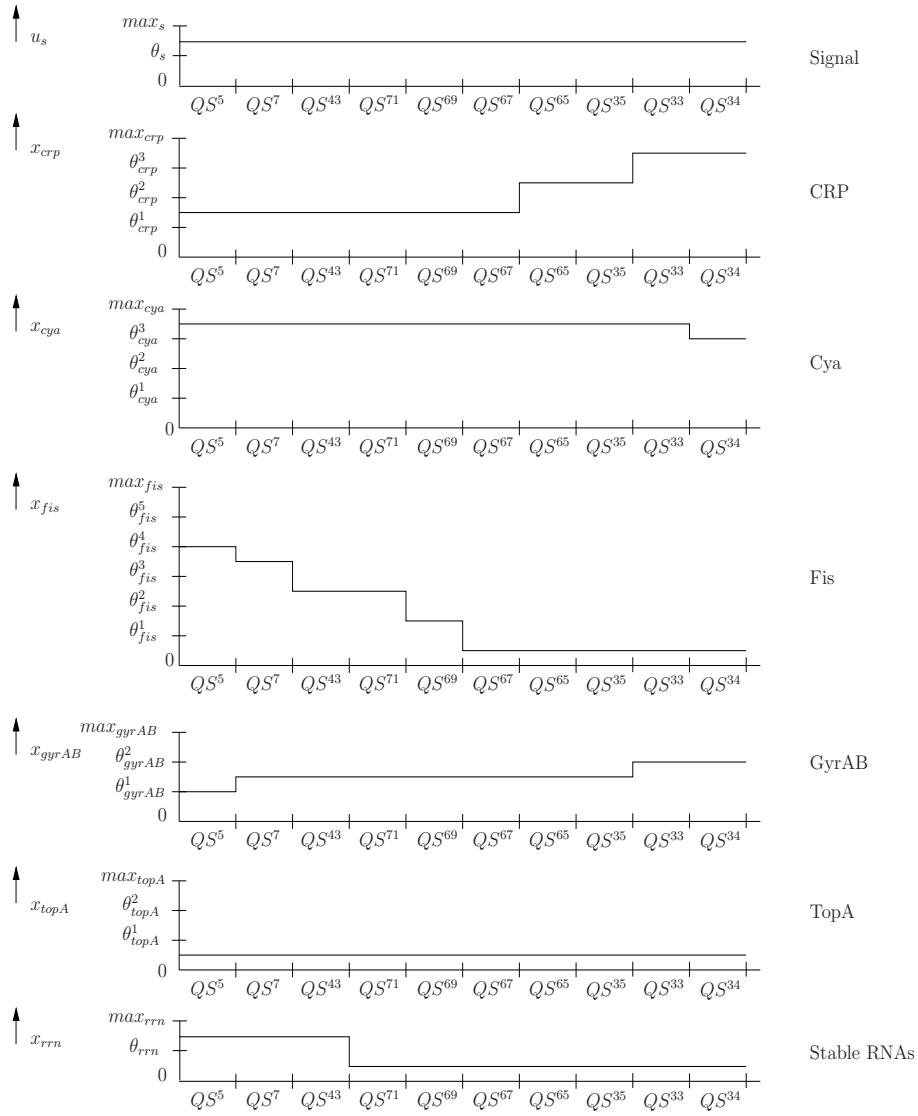 max_s
u_s
θ_s
Signal
0
QS^5 QS^7 QS^43 QS^71 QS^69 QS^67 QS^65 QS^35 QS^33 QS^34
max_crp
x_crp
θ^3_crp
θ^2_crp
CRP
θ^1_crp
0
QS^5 QS^7 QS^43 QS^71 QS^69 QS^67 QS^65 QS^35 QS^33 QS^34
max_cya
x_cya
θ^3_cya
θ^2_cya
Cya
θ^1_cya
0
QS^5 QS^7 QS^43 QS^71 QS^69 QS^67 QS^65 QS^35 QS^33 QS^34
max_fis
x_fis
θ^5_fis
θ^4_fis
θ^3_fis
Fis
θ^2_fis
θ^1_fis
0
QS^5 QS^7 QS^43 QS^71 QS^69 QS^67 QS^65 QS^35 QS^33 QS^34
max_gyrAB
x_gyrAB
θ^2_gyrAB
GyrAB
θ^1_gyrAB
0
QS^5 QS^7 QS^43 QS^71 QS^69 QS^67 QS^65 QS^35 QS^33 QS^34
max_topA
x_topA
θ^2_topA
TopA
θ^1_topA
0
QS^5 QS^7 QS^43 QS^71 QS^69 QS^67 QS^65 QS^35 QS^33 QS^34
max_rrn
x_rrn
θ_rrn
Stable RNAs
0
QS^5 QS^7 QS^43 QS^71 QS^69 QS^67 QS^65 QS^35 QS^33 QS^34